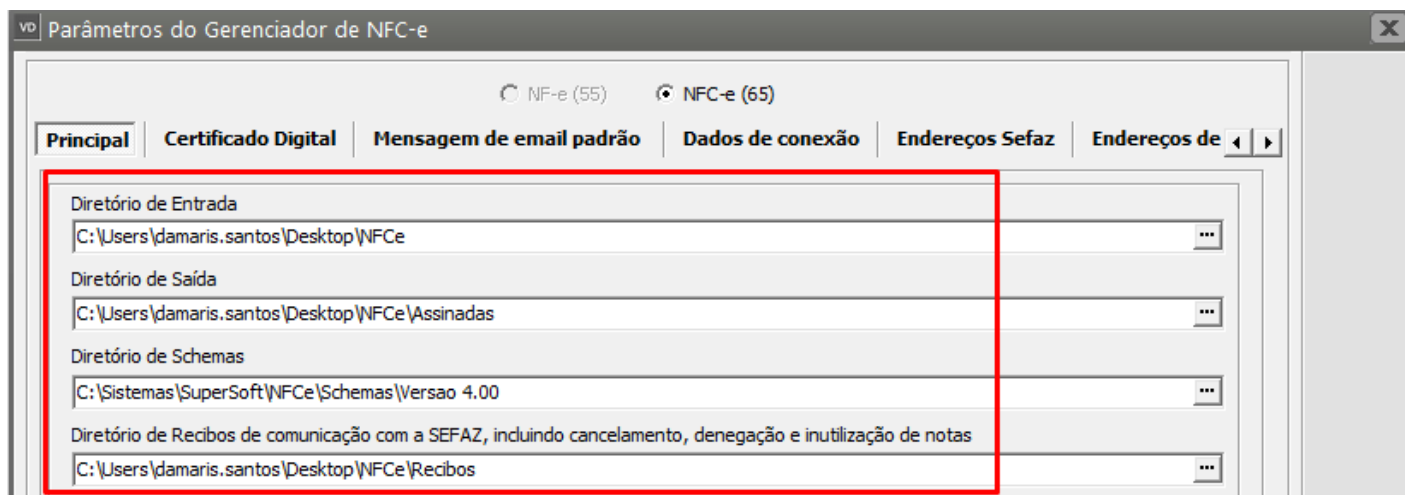 VD Parâmetros do Gerenciador de NFC-e
NF-e (55) NFC-e (65)
Principal Certificado Digital Mensagem de email padrão Dados de conexão Endereços Sefaz Endereços de
Diretório de Entrada
C:\Users\damaris.santos\Desktop\NFCe ...
Diretório de Saída
C:\Users\damaris.santos\Desktop\NFCe\Assinadas ...
Diretório de Schemas
C:\Sistemas\SuperSoft\NFCe\Schemas\Versao 4.00 ...
Diretório de Recibos de comunicação com a SEFAZ, incluindo cancelamento, denegação e inutilização de notas
C:\Users\damaris.santos\Desktop\NFCe\Recibos ...